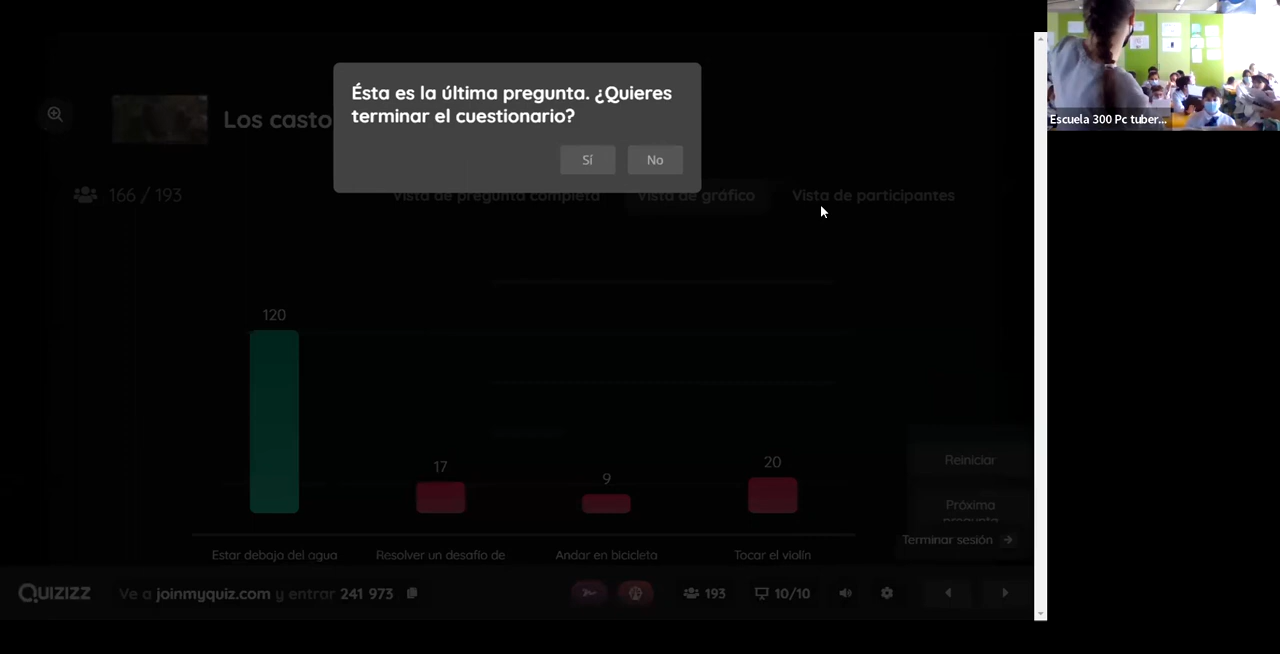 Ésta es la última pregunta. ¿Quieres
terminar el cuestionario?
Sí
No
Escuela 300 Pc tuber...
Los casto
166 / 193
Vista de pregunta completa
Vista de gráfico
Vista de participantes
120
17
9
20
Estar debajo del agua
Resolver un desafío de
Andar en bicicleta
Tocar el violín
Reiniciar
Próxima
pregunta
Terminar sesión
QUIZIZZ
Ve a joinmyquiz.com y entrar 241 973
193
10/10